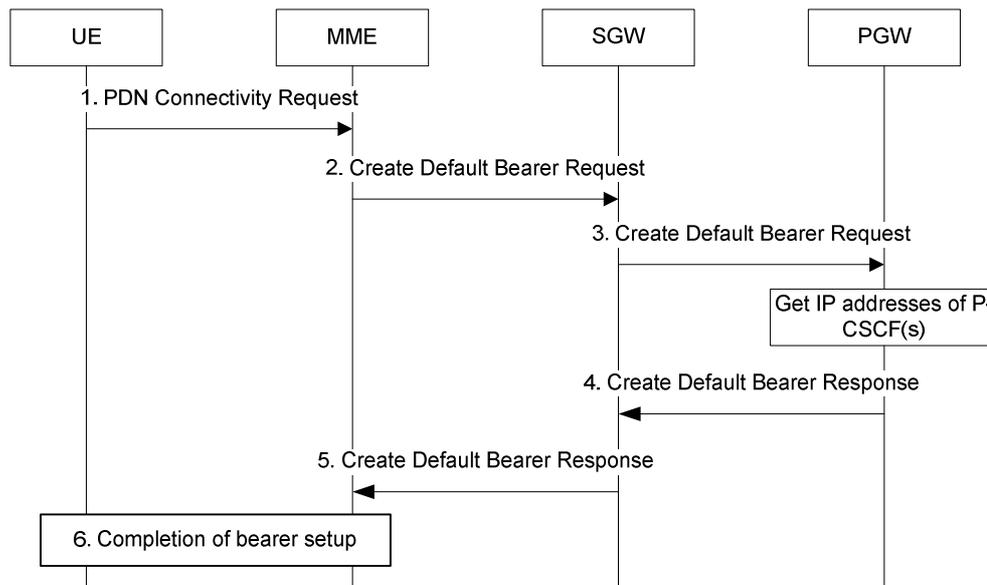 UE
MME
SGW
PGW
1. PDN Connectivity Request
2. Create Default Bearer Request
3. Create Default Bearer Request
Get IP addresses of P-
CSCF(s)
4. Create Default Bearer Response
5. Create Default Bearer Response
6. Completion of bearer setup